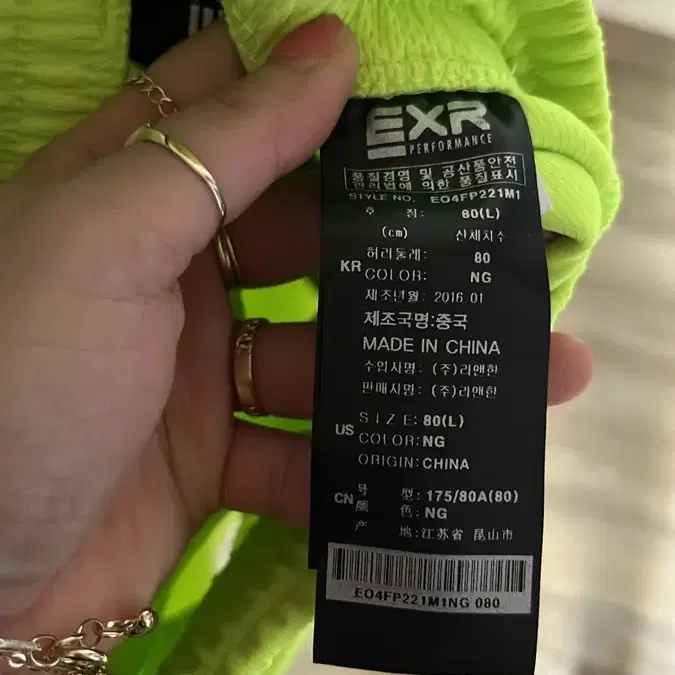 EXR
PERFORMANCE
품질경영 및 공산품안전
관리법에 의한 품질표시
STYLE NO. EO4FP221M1
호 칭: 80(L)
(cm) 신체치수
허리둘레: 80
KR COLOR: NG
제조년월: 2016.01
제조국명:중국
MADE IN CHINA
수입자명: (주)리앤한
판매시명: (주)리앤한
SIZE: 80(L)
US COLOR: NG
ORIGIN: CHINA
号 型: 175/80A(80)
CN 颜 色: NG
产 地: 江苏省 昆山市
EO4FP221M1NG 080